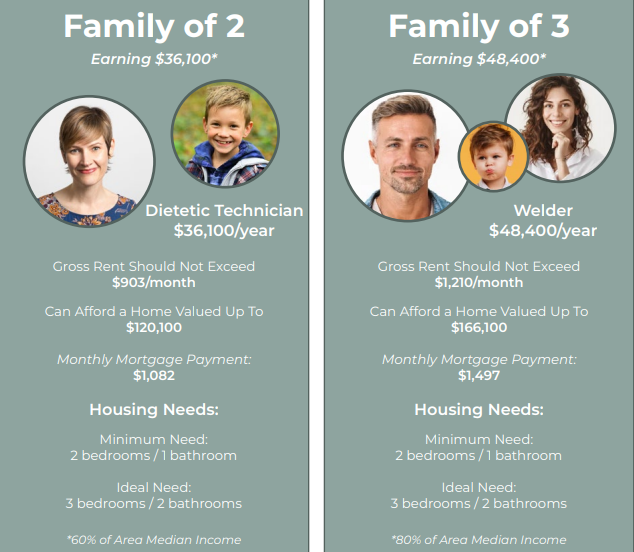 Family of 2
Earning $36,100*
Dietetic Technician
$36,100/year
Gross Rent Should Not Exceed
$903/month
Can Afford a Home Valued Up To
$120,100
Monthly Mortgage Payment:
$1,082
Housing Needs:
Minimum Need:
2 bedrooms / 1 bathroom
Ideal Need:
3 bedrooms / 2 bathrooms
*60% of Area Median Income
Family of 3
Earning $48,400*
Welder
$48,400/year
Gross Rent Should Not Exceed
$1,210/month
Can Afford a Home Valued Up To
$166,100
Monthly Mortgage Payment:
$1,497
Housing Needs:
Minimum Need:
2 bedrooms / 1 bathroom
Ideal Need:
3 bedrooms / 2 bathrooms
*80% of Area Median Income